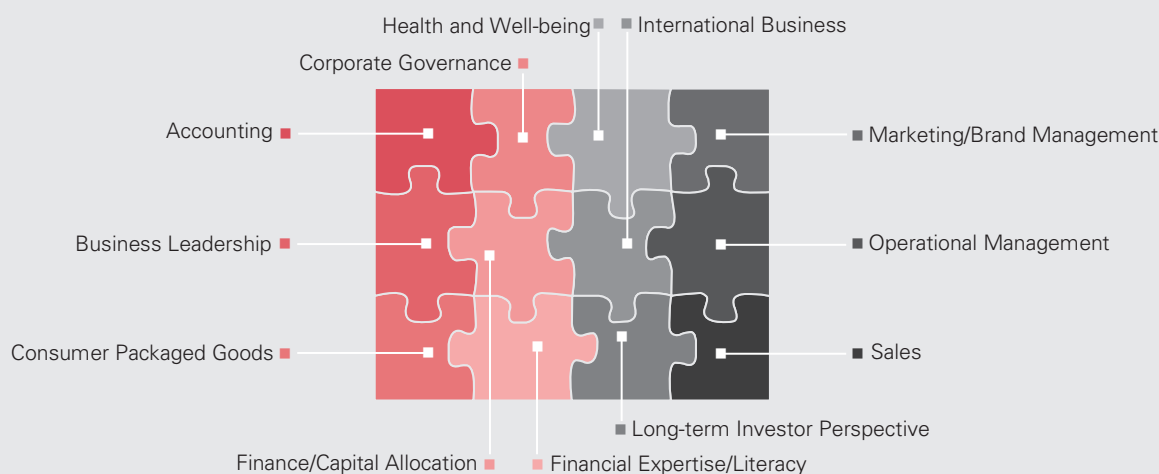 Health and Well-being
International Business
Corporate Governance
Accounting
Marketing/Brand Management
Business Leadership
Operational Management
Consumer Packaged Goods
Sales
Long-term Investor Perspective
Finance/Capital Allocation
Financial Expertise/Literacy